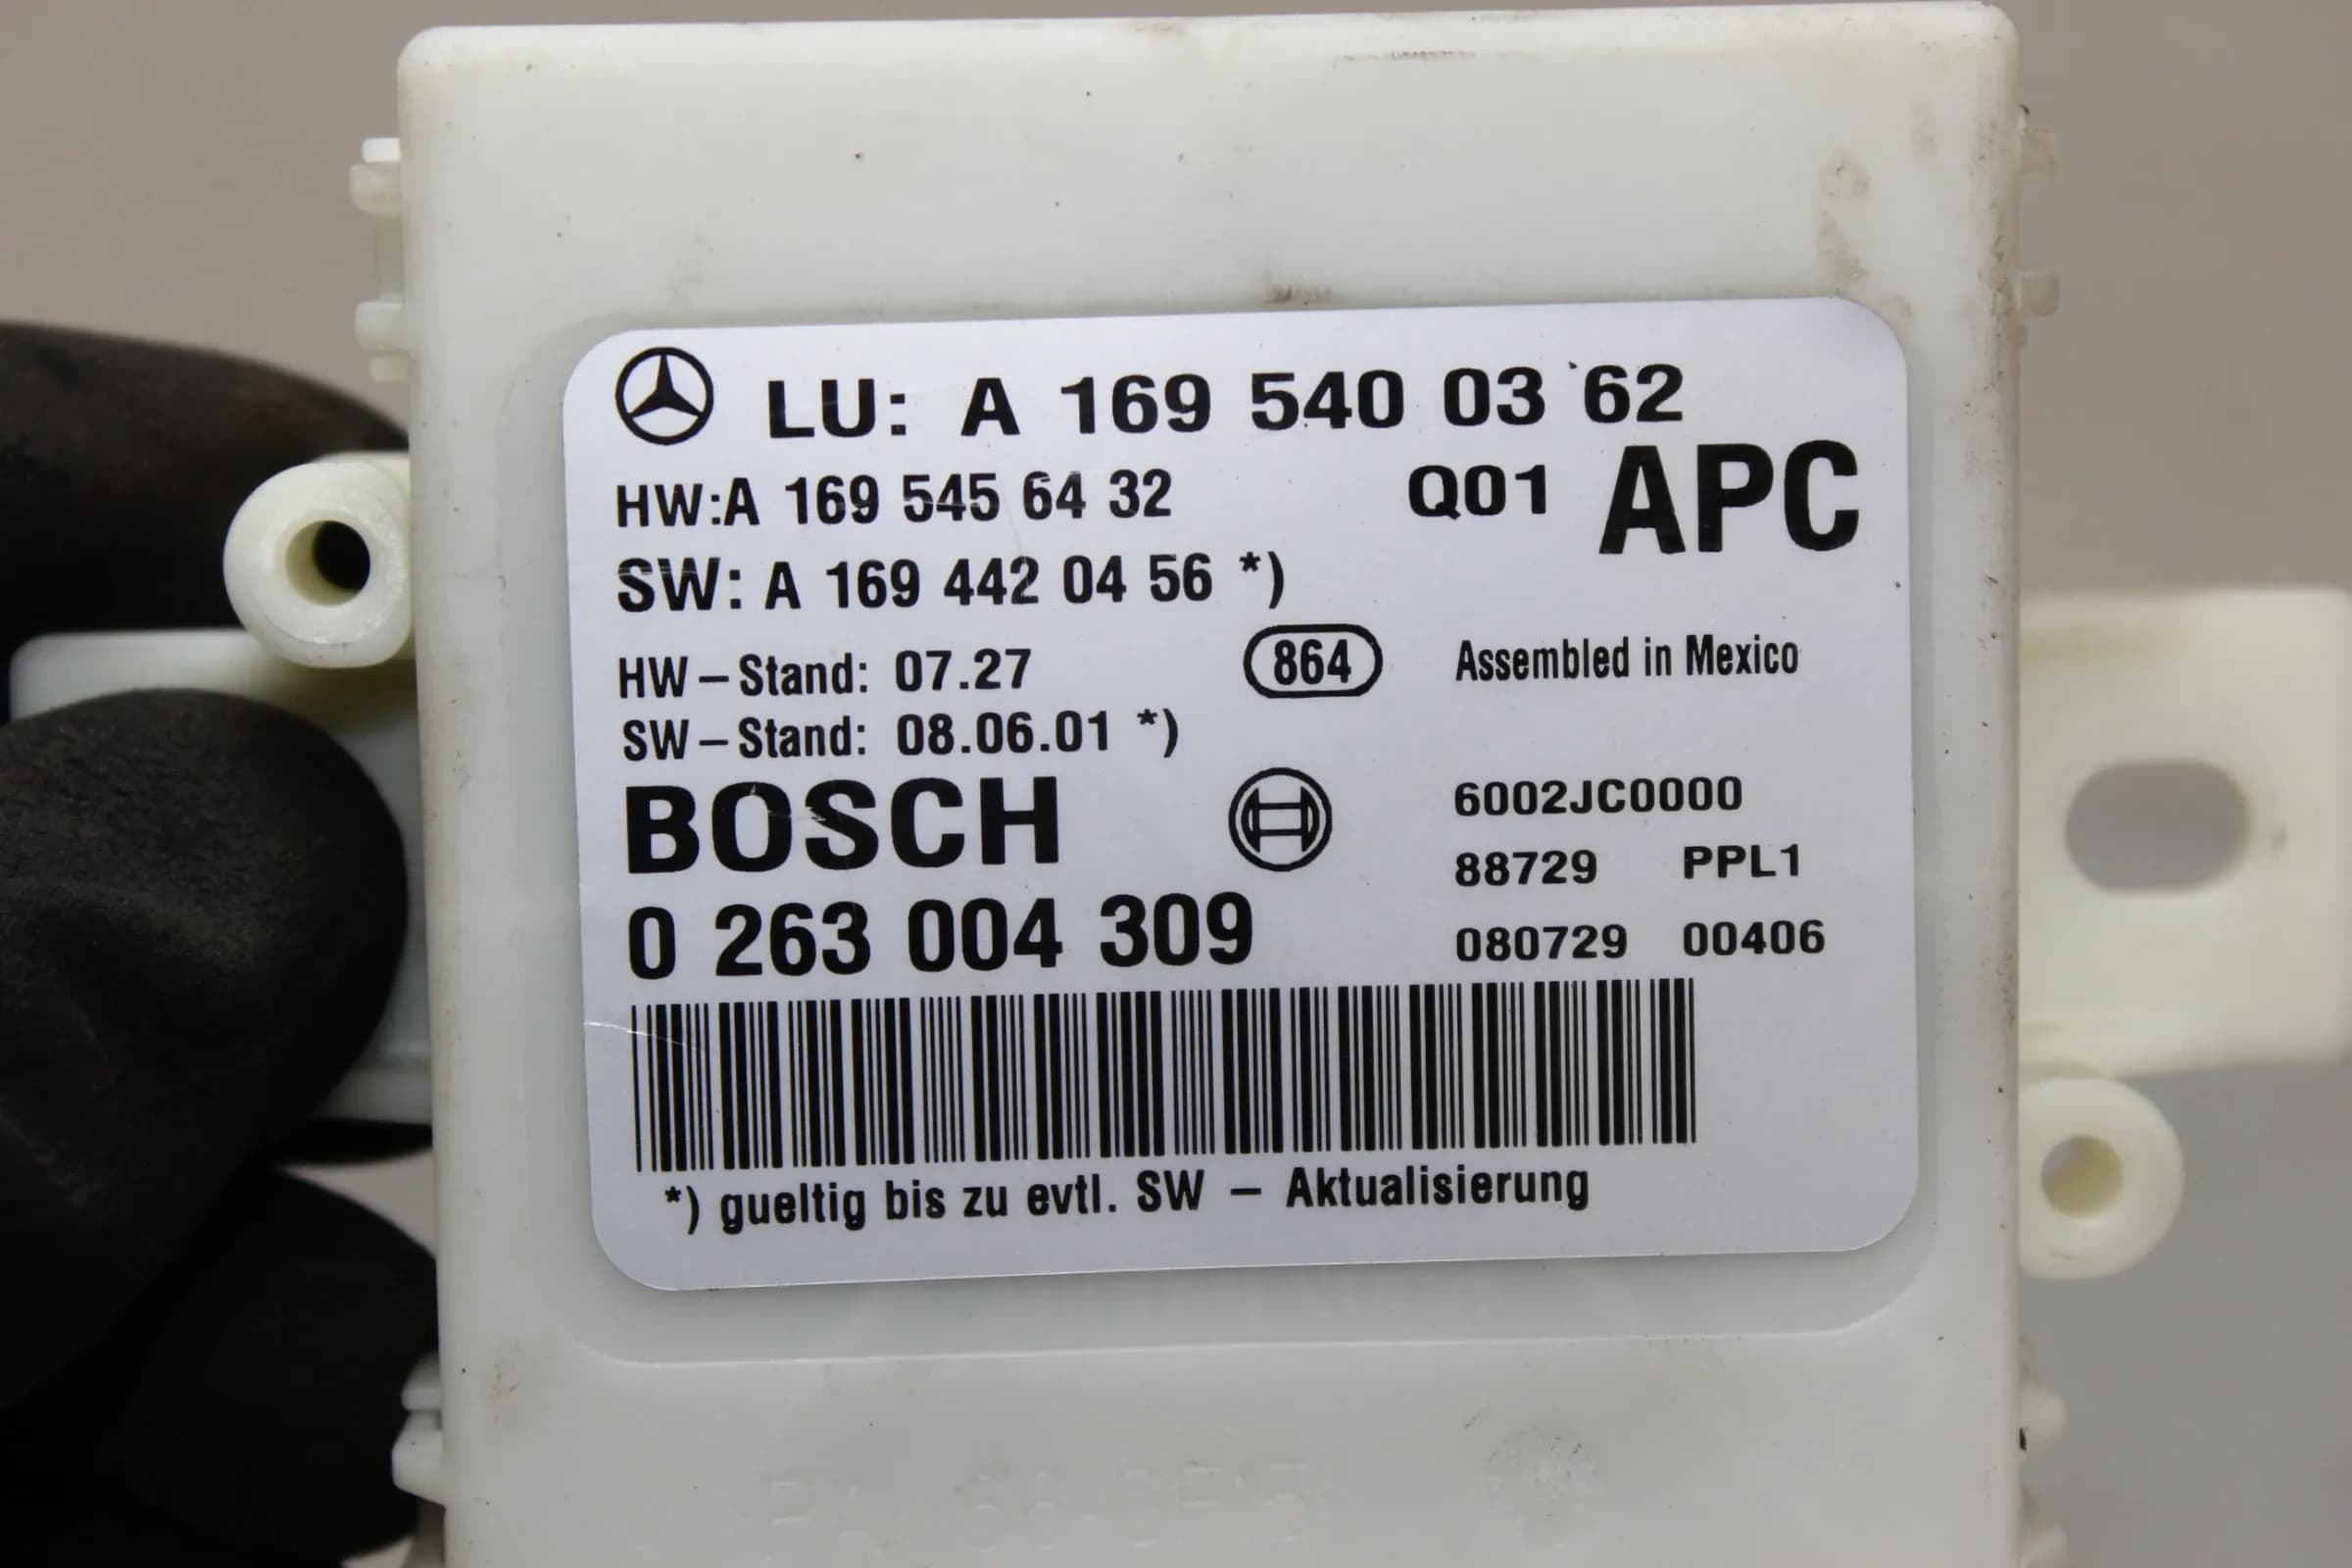 LU: A 169 540 03 62
HW:A 169 545 64 32 Q01 APC
SW: A 169 442 04 56 *)
HW – Stand: 07.27 864 Assembled in Mexico
SW – Stand: 08.06.01 *)
BOSCH 6002JC0000
88729 PPL1
0 263 004 309 080729 00406
*) gueltig bis zu evtl. SW – Aktualisierung